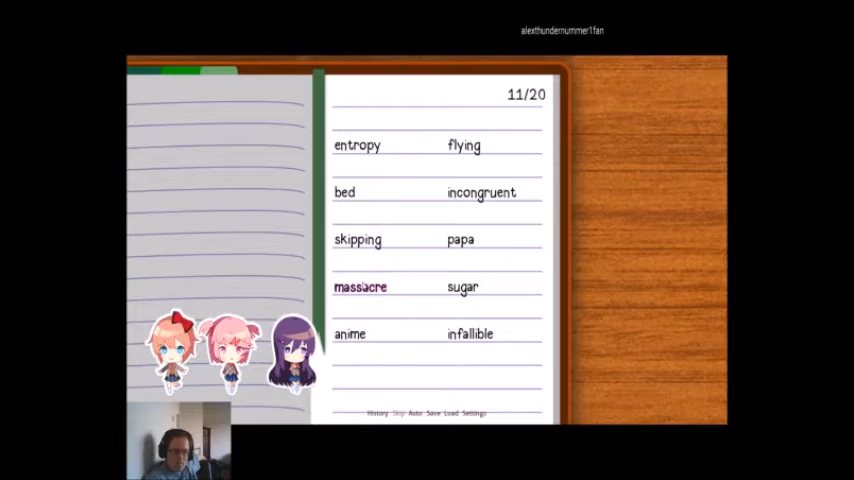 alexthundernummer1fan
11/20
entropy flying
bed incongruent
skipping papa
massacre sugar
anime infallible
History Skip Auto Save Load Settings